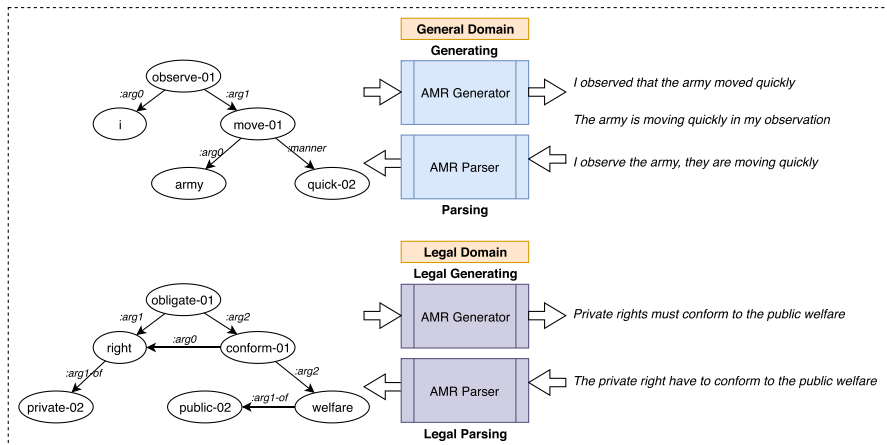 General Domain
Generating
observe-01
:arg0
:arg1
i
move-01
:arg0
:manner
army
quick-02
AMR Generator
I observed that the army moved quickly
The army is moving quickly in my observation
AMR Parser
I observe the army, they are moving quickly
Parsing
Legal Domain
Legal Generating
obligate-01
:arg1
:arg2
right
:arg0
conform-01
:arg1-of
:arg2
private-02
public-02
:arg1-of
welfare
AMR Generator
Private rights must conform to the public welfare
AMR Parser
The private right have to conform to the public welfare
Legal Parsing